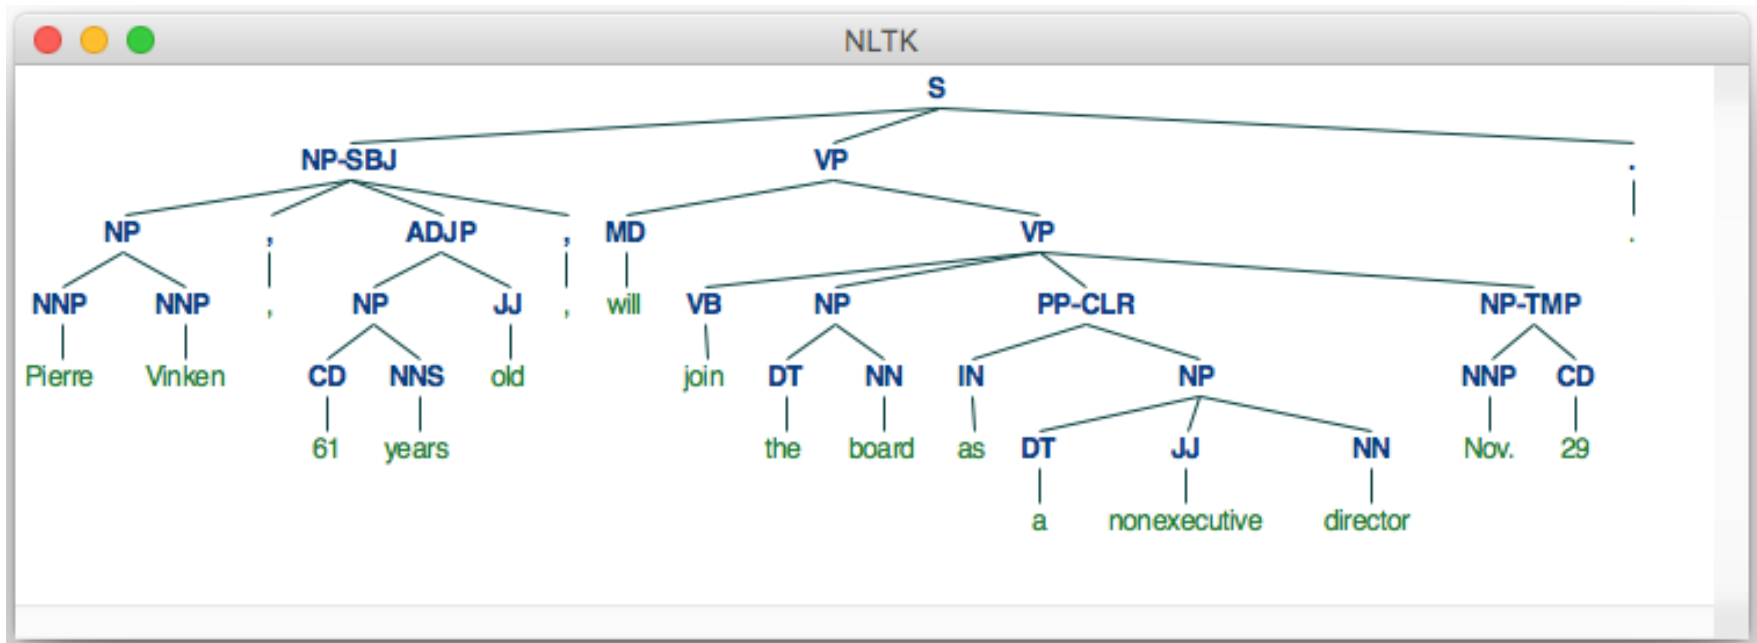 NLTK
S
NP-SBJ VP .
NP , ADJP , MD VP .
NNP NNP , NP JJ , will VB NP PP-CLR NP-TMP
Pierre Vinken CD NNS old join DT NN IN NP NNP CD
61 years the board as DT JJ NN Nov. 29
a nonexecutive director